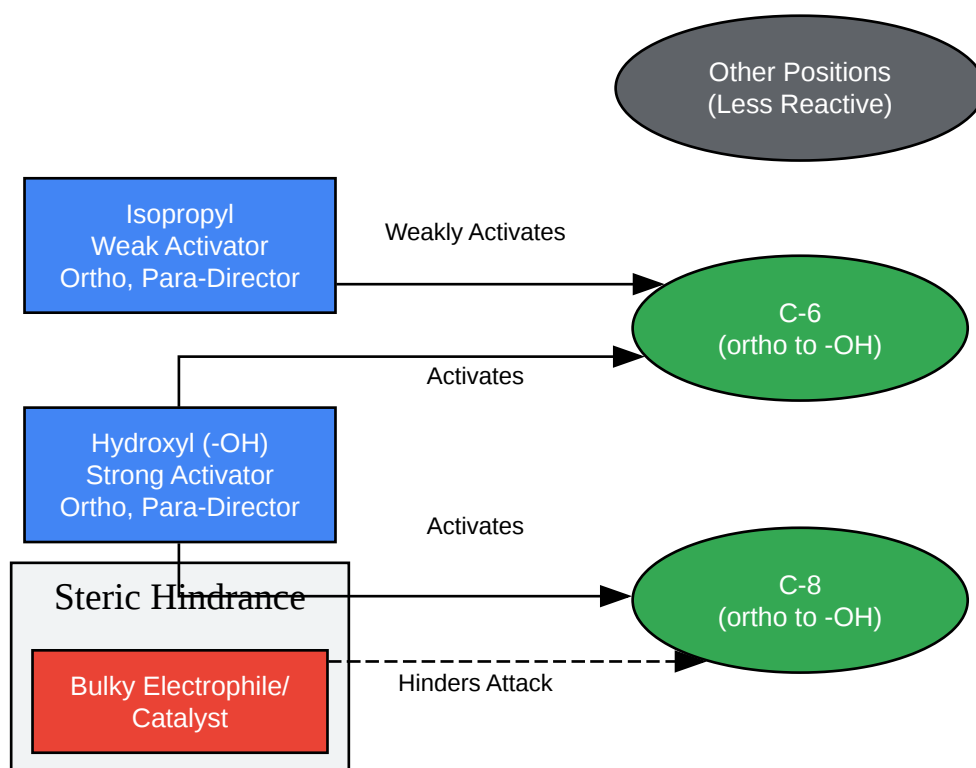 Other Positions
(Less Reactive)
Isopropyl
Weak Activator
Ortho, Para-Director
Weakly Activates
C-6
(ortho to -OH)
Activates
Hydroxyl (-OH)
Strong Activator
Ortho, Para-Director
Activates
Steric Hindrance
C-8
(ortho to -OH)
Bulky Electrophile/
Catalyst
Hinders Attack